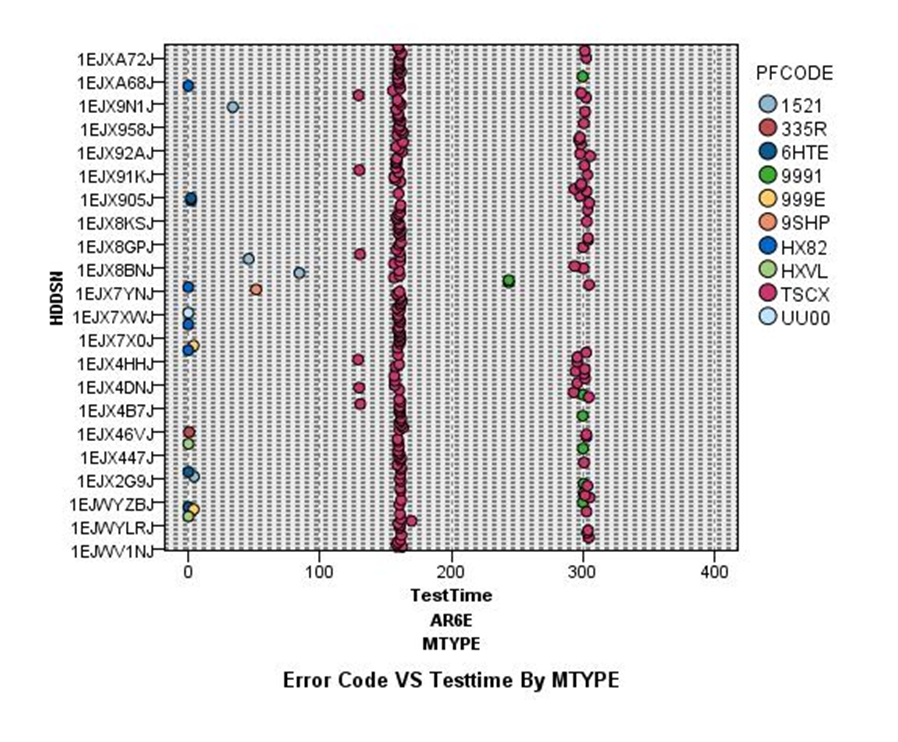 1EJXA72J
1EJXA68J
1EJX9N1J
1EJX958J
1EJX92AJ
1EJX91KJ
1EJX905J
1EJX8KSJ
1EJX8GPJ
1EJX8BNJ
1EJX7YNJ
1EJX7XWJ
1EJX7X0J
1EJX4HHJ
1EJX4DNJ
1EJX4B7J
1EJX46VJ
1EJX447J
1EJX2G9J
1EJWYZBJ
1EJWYLRJ
1EJWV1NJ
HDDSN
0 100 200 300 400
TestTime
AR6E
MTYPE
Error Code VS Testtime By MTYPE
PFCODE
1521
335R
6HTE
9991
999E
9SHP
HX82
HXVL
TSCX
UU00